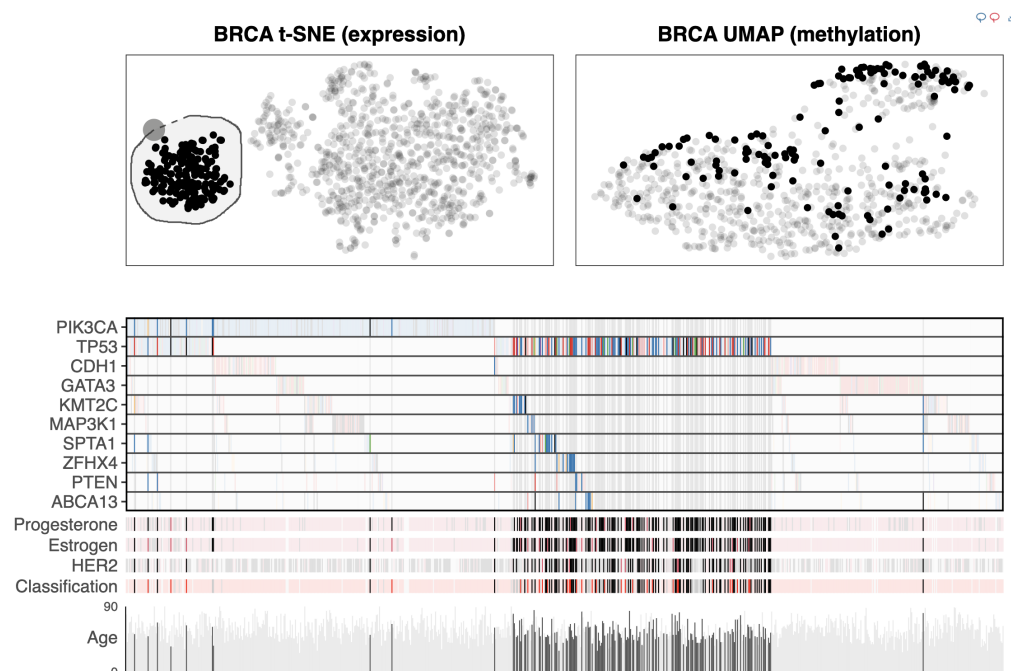 BRCA t-SNE (expression)
BRCA UMAP (methylation)
PIK3CA
TP53
CDH1
GATA3
KMT2C
MAP3K1
SPTA1
ZFHX4
PTEN
ABCA13
Progesterone
Estrogen
HER2
Classification
90
Age